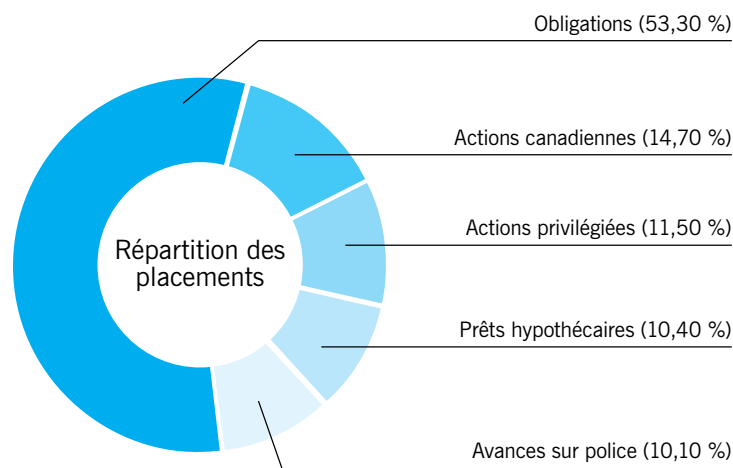 Obligations (53,30 %)
Actions canadiennes (14,70 %)
Répartition des
placements
Actions privilégiées (11,50 %)
Prêts hypothécaires (10,40 %)
Avances sur police (10,10 %)